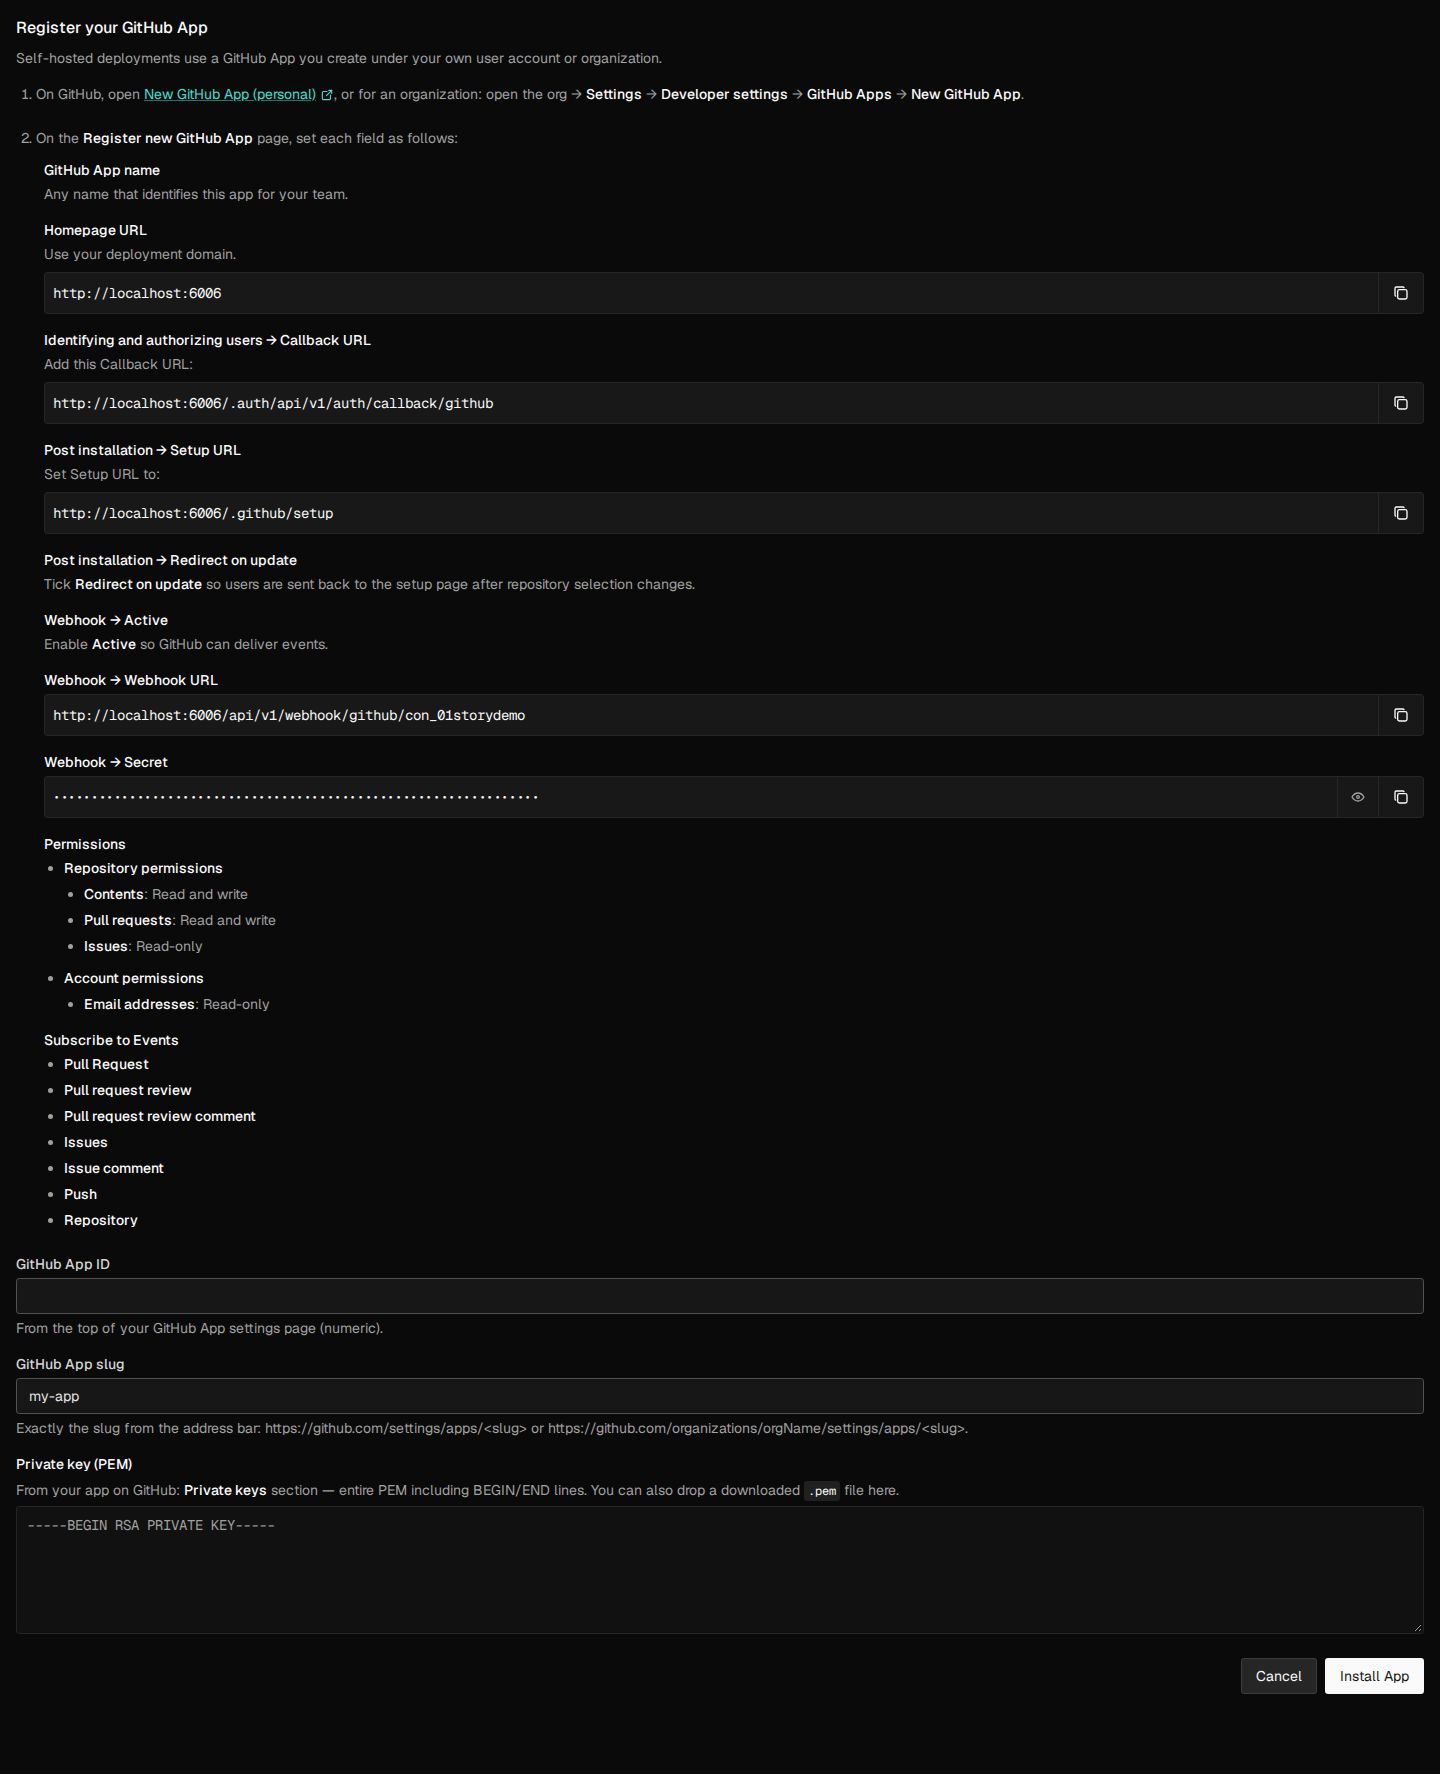 Register your GitHub App
Self-hosted deployments use a GitHub App you create under your own user account or organization.
1. On GitHub, open New GitHub App (personal), or for an organization: open the org → Settings → Developer settings → GitHub Apps → New GitHub App.
2. On the Register new GitHub App page, set each field as follows:
GitHub App name
Any name that identifies this app for your team.
Homepage URL
Use your deployment domain.
http://localhost:6006
Identifying and authorizing users → Callback URL
Add this Callback URL:
http://localhost:6006/.auth/api/v1/auth/callback/github
Post installation → Setup URL
Set Setup URL to:
http://localhost:6006/.github/setup
Post installation → Redirect on update
Tick Redirect on update so users are sent back to the setup page after repository selection changes.
Webhook → Active
Enable Active so GitHub can deliver events.
Webhook → Webhook URL
http://localhost:6006/api/v1/webhook/github/con_01storydemo
Webhook → Secret
Permissions
• Repository permissions
• Contents: Read and write
• Pull requests: Read and write
• Issues: Read-only
• Account permissions
• Email addresses: Read-only
Subscribe to Events
• Pull Request
• Pull request review
• Pull request review comment
• Issues
• Issue comment
• Push
• Repository
GitHub App ID
From the top of your GitHub App settings page (numeric).
GitHub App slug
my-app
Exactly the slug from the address bar: https://github.com/settings/apps/<slug> or https://github.com/organizations/orgName/settings/apps/<slug>.
Private key (PEM)
From your app on GitHub: Private keys section — entire PEM including BEGIN/END lines. You can also drop a downloaded .pem file here.
-----BEGIN RSA PRIVATE KEY-----
Cancel
Install App